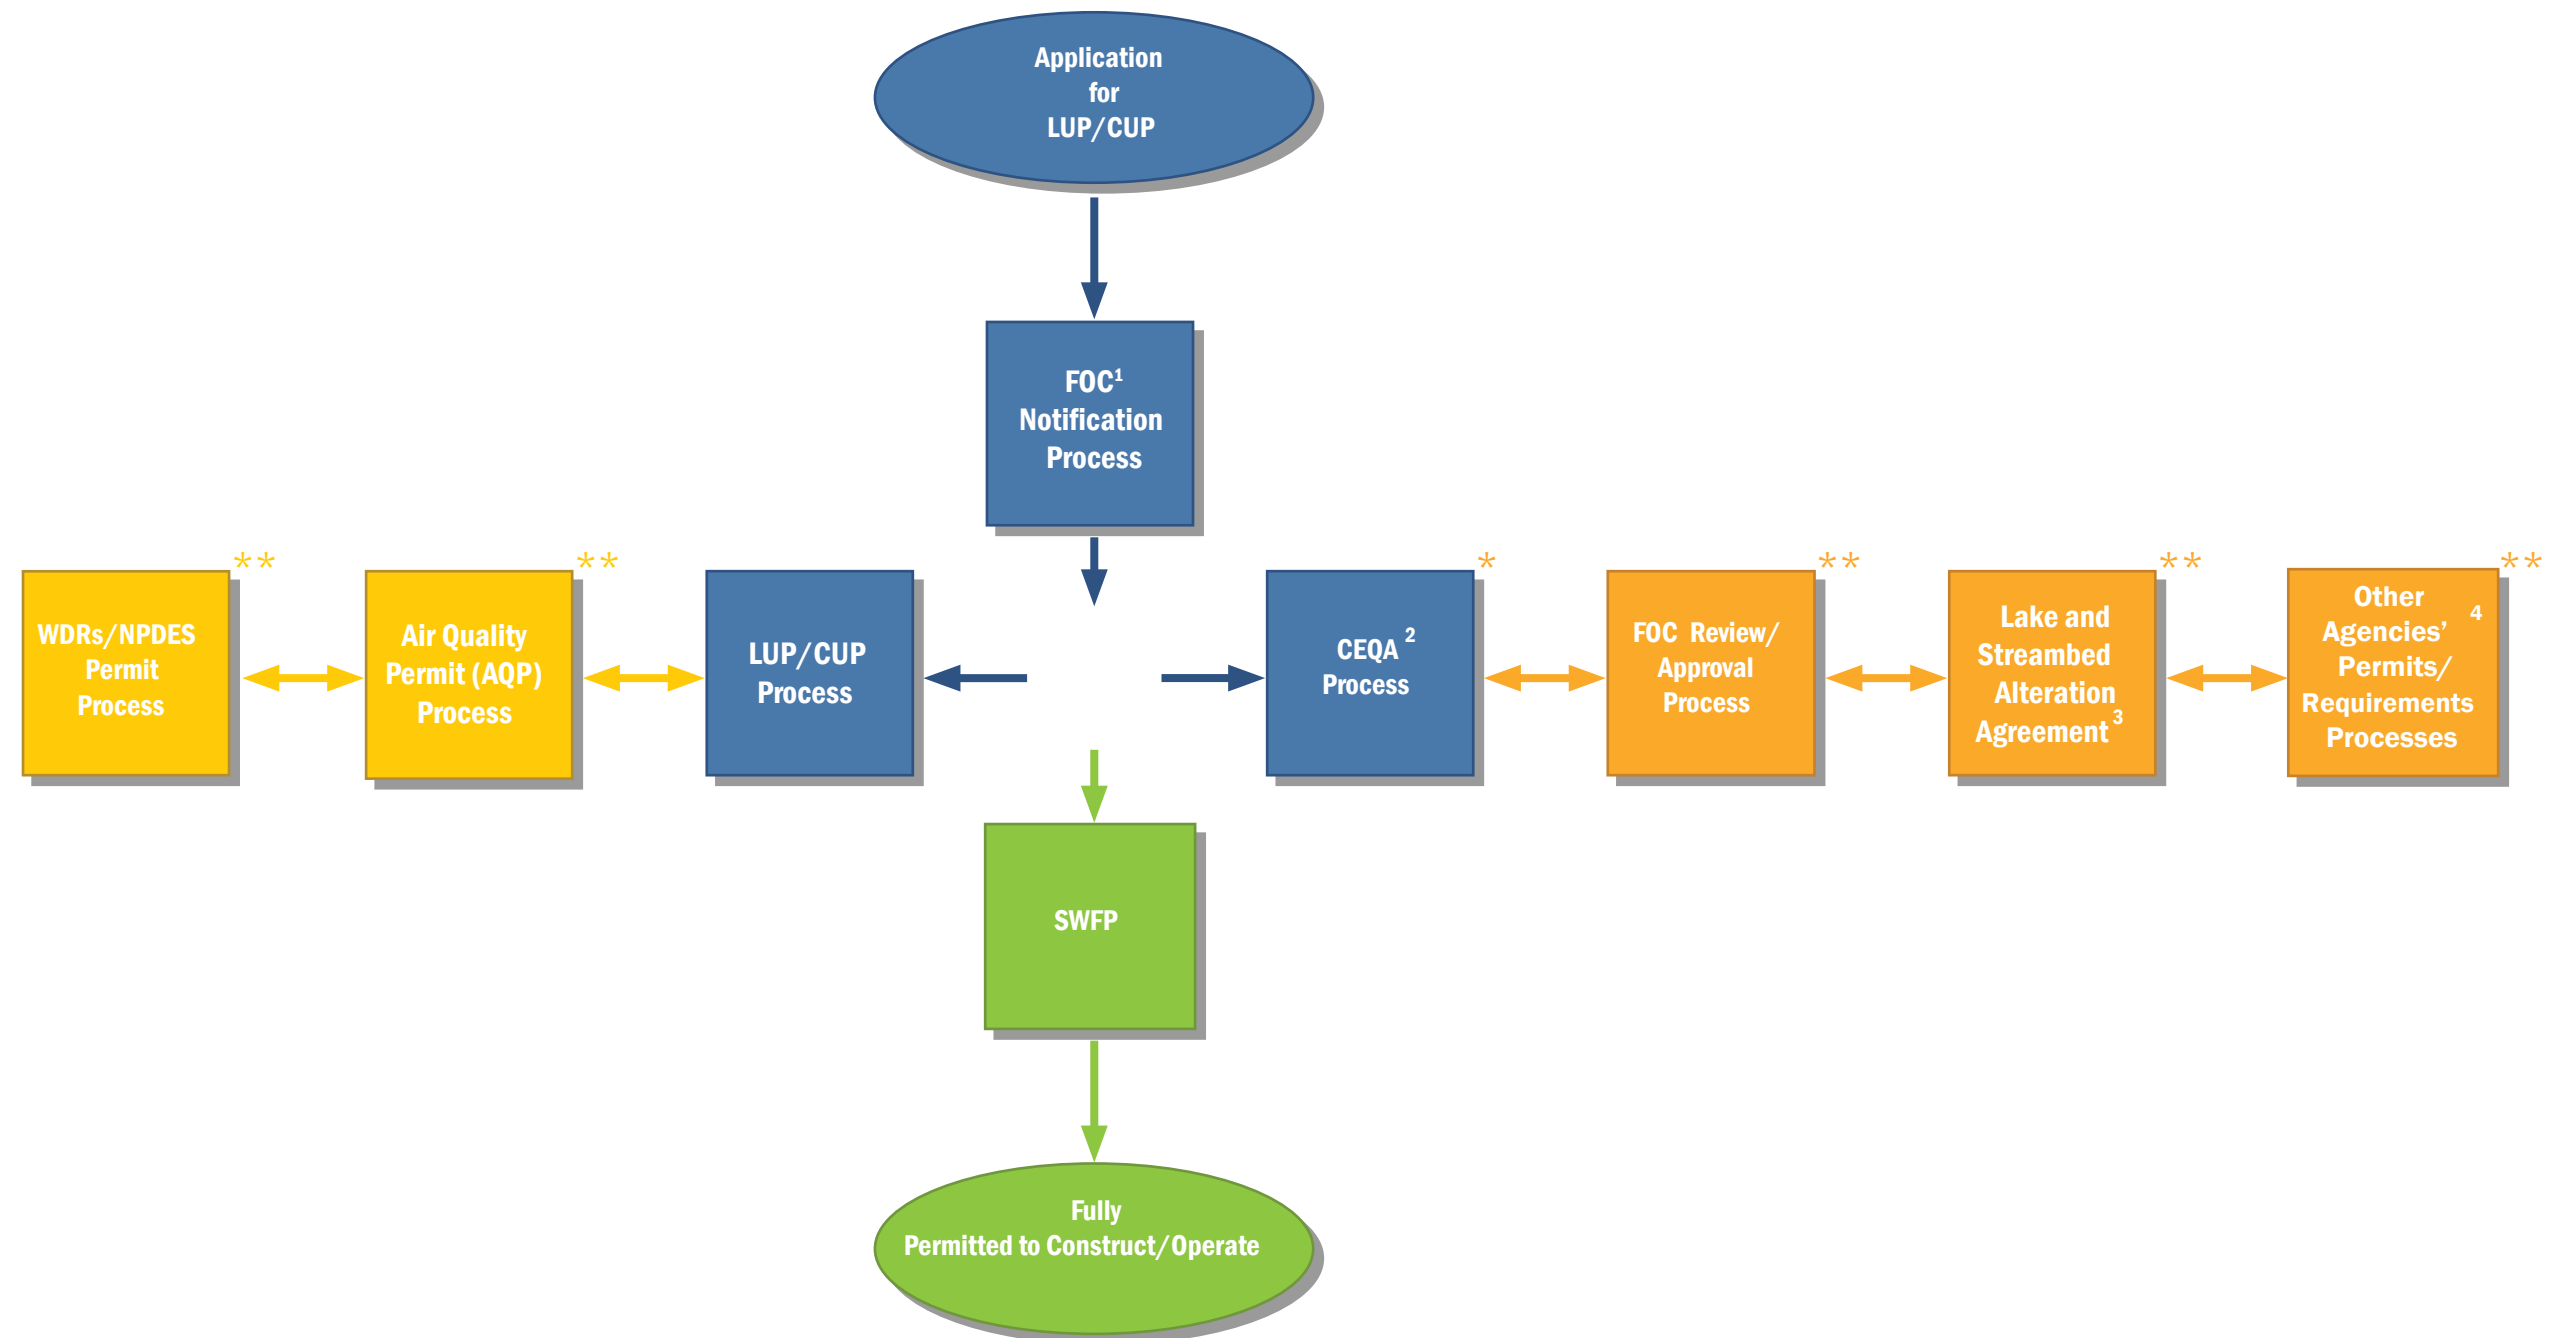 Application
for
LUP/CUP
FOC¹
Notification
Process
**
WDRs/NPDES
Permit
Process
**
Air Quality
Permit (AQP)
Process
LUP/CUP
Process
*
CEQA ²
Process
**
FOC Review/
Approval
Process
**
Lake and
Streambed
Alteration
Agreement ³
**
Other
Agencies’ ⁴
Permits/
Requirements
Processes
SWFP
Fully
Permitted to Construct/Operate